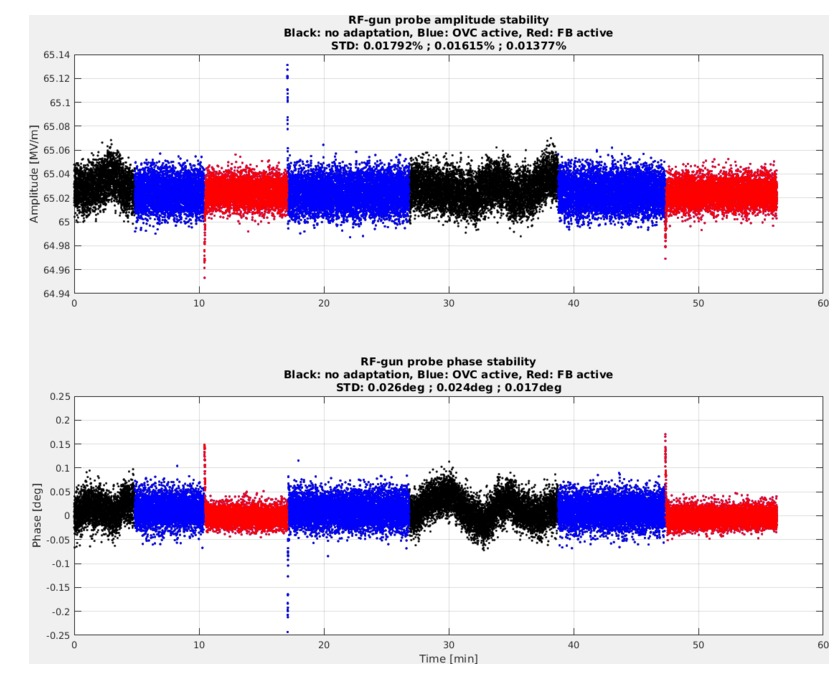 RF-gun probe amplitude stability
Black: no adaptation, Blue: OVC active, Red: FB active
STD: 0.01792% ; 0.01615% ; 0.01377%
65.14
65.12
65.1
65.08
65.06
65.04
65.02
65
64.98
64.96
64.94
Amplitude [MV/m]
0 10 20 30 40 50 60
RF-gun probe phase stability
Black: no adaptation, Blue: OVC active, Red: FB active
STD: 0.026deg ; 0.024deg ; 0.017deg
0.25
0.2
0.15
0.1
0.05
0
-0.05
-0.1
-0.15
-0.2
-0.25
Phase [deg]
0 10 20 30 40 50 60
Time [min]